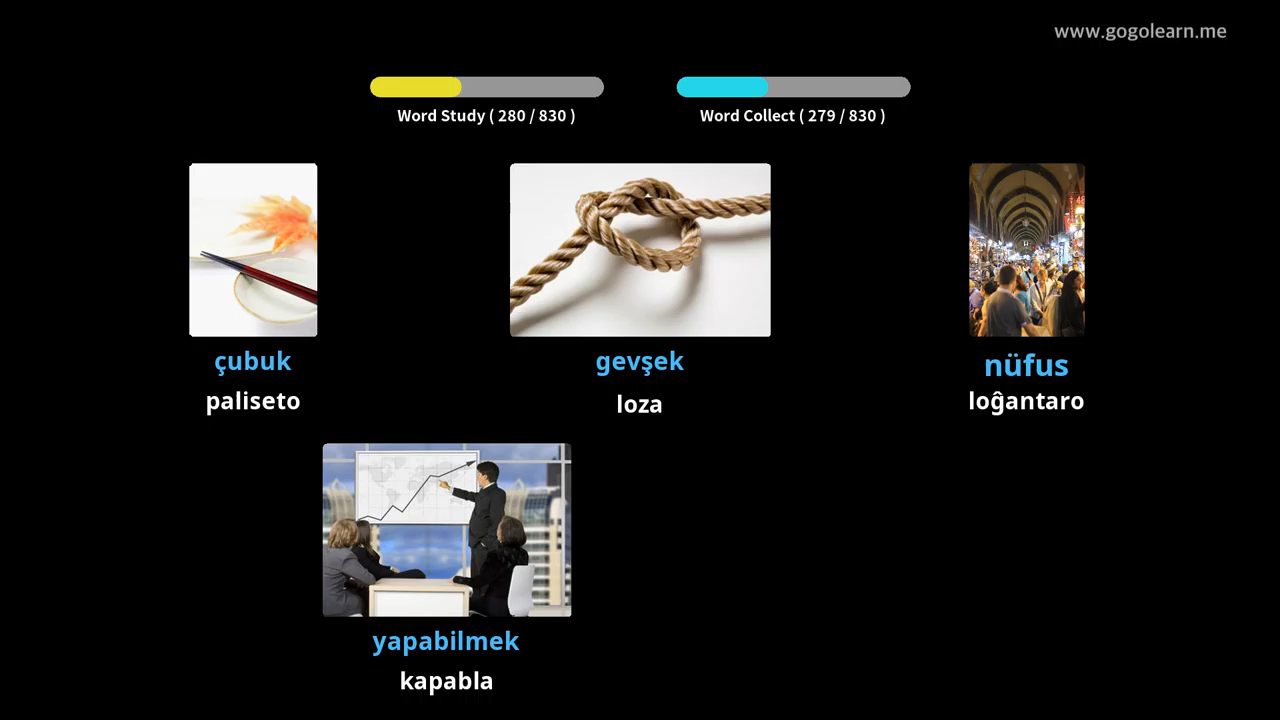 www.gogolearn.me
Word Study ( 280 / 830 )
Word Collect ( 279 / 830 )
çubuk
gevşek
nüfus
paliseto
loza
loĝantaro
yapabilmek
kapabla